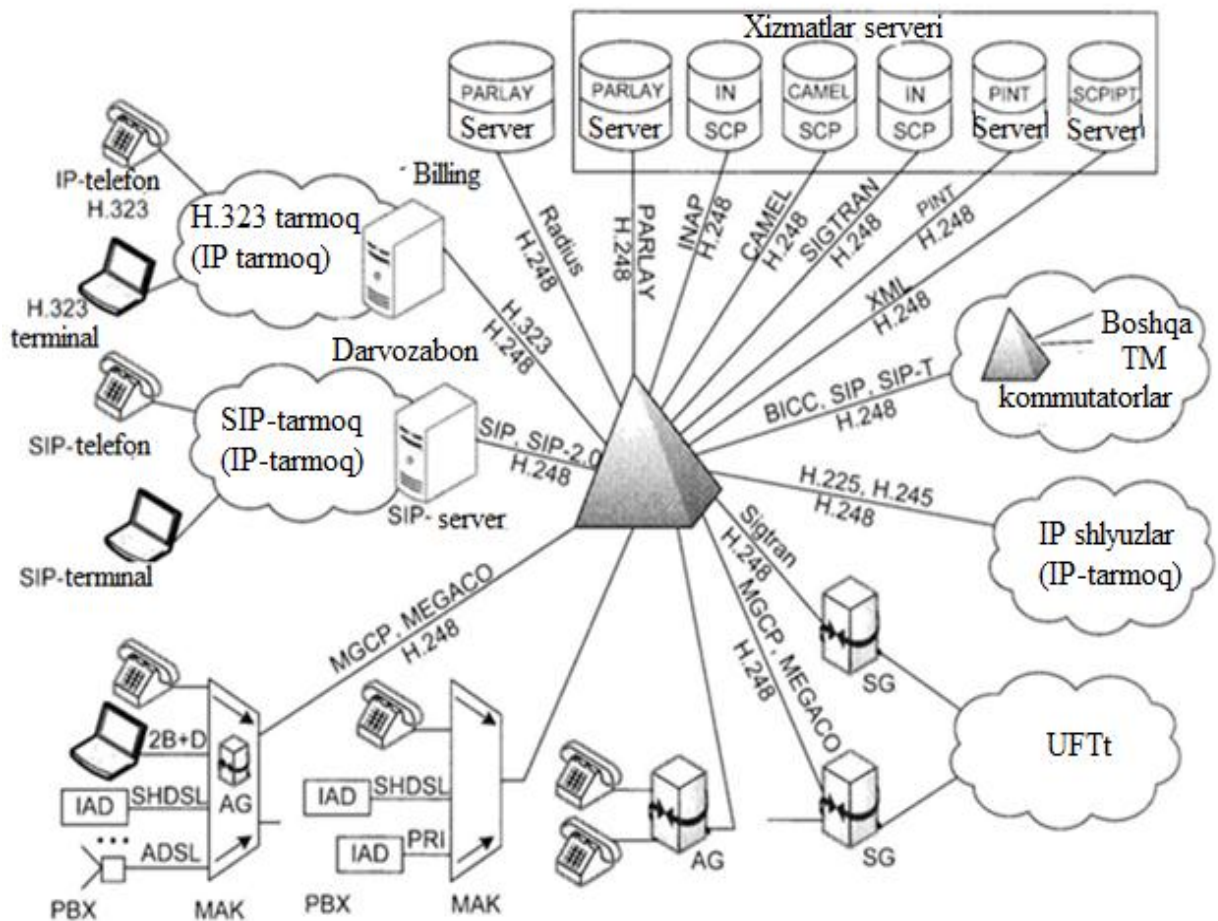 Xizmatlar serveri
PARLAY
Server
PARLAY
Server
IN
SCP
CAMEL
SCP
IN
SCP
PINT
Server
SCPIPT
Server
IP-telefon
H.323
H.323 tarmoq
(IP tarmoq)
Billing
H.323
terminal
Darvozabon
Radius
H.248
PARLAY
H.248
INAP
H.248
CAMEL
H.248
SIGTRAN
H.248
PINT
H.248
XML
H.248
H.323
H.248
Boshqa
TM
kommutatorlar
BICC, SIP, SIP-T
H.248
SIP-telefon
SIP-tarmoq
(IP-tarmoq)
SIP, SIP-2.0
H.248
SIP- server
SIP-terminal
H.225, H.245
H.248
IP shlyuzlar
(IP-tarmoq)
Sigtran
H.248
SG
MGCP, MEGACO
H.248
MGCP, MEGACO
H.248
UFTt
2B+D
AG
IAD
SHDSL
...
ADSL
PBX
MAK
IAD
SHDSL
IAD
PRI
PBX
MAK
AG
SG